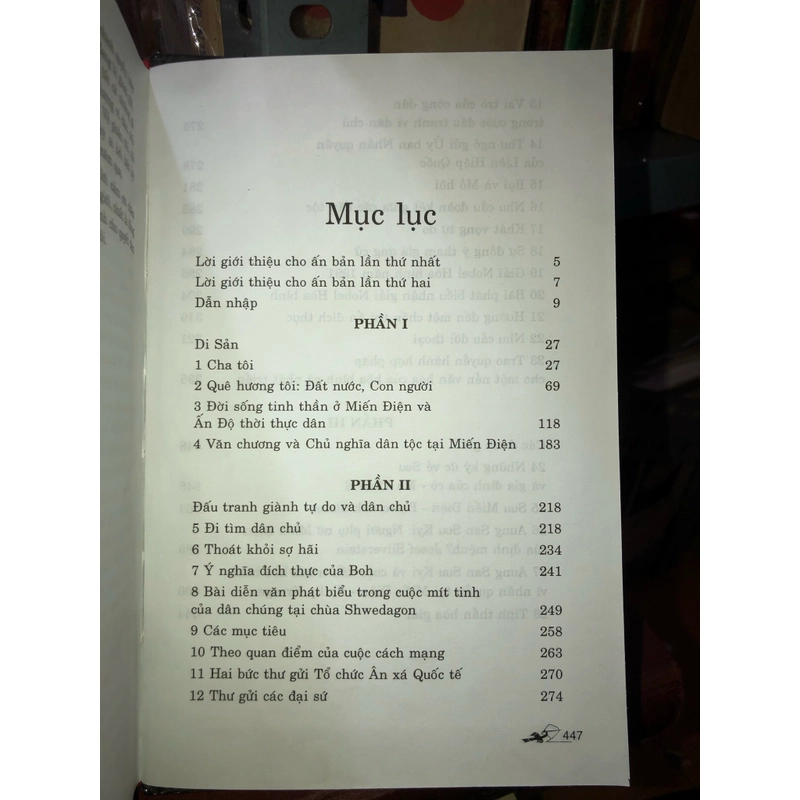 Mục lục
Lời giới thiệu cho ấn bản lần thứ nhất 5
Lời giới thiệu cho ấn bản lần thứ hai 7
Dẫn nhập 9
PHẦN I
Di Sản 27
1 Cha tôi 27
2 Quê hương tôi: Đất nước, Con người 69
3 Đời sống tinh thần ở Miến Điện và
Ấn Độ thời thực dân 118
4 Văn chương và Chủ nghĩa dân tộc tại Miến Điện 183
PHẦN II
Đấu tranh giành tự do và dân chủ 218
5 Đi tìm dân chủ 218
6 Thoát khỏi sợ hãi 234
7 Ý nghĩa đích thực của Boh 241
8 Bài diễn văn phát biểu trong cuộc mít tinh
của dân chúng tại chùa Shwedagon 249
9 Các mục tiêu 258
10 Theo quan điểm của cuộc cách mạng 263
11 Hai bức thư gửi Tổ chức Ân xá Quốc tế 270
12 Thư gửi các đại sứ 274
447